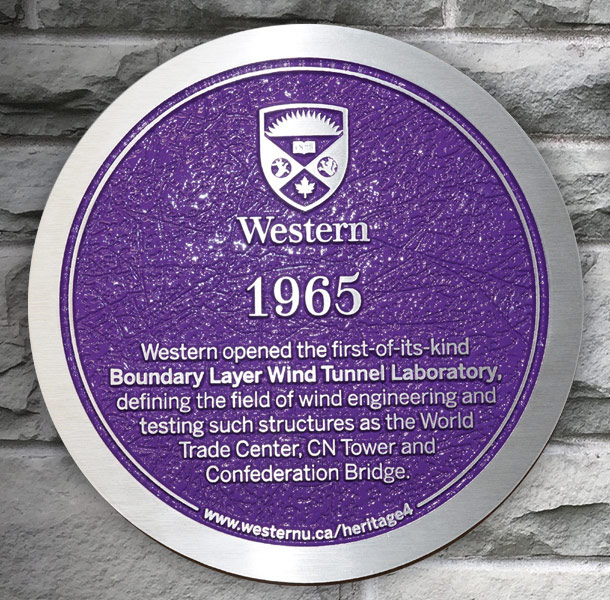 Western
1965
Western opened the first-of-its-kind
Boundary Layer Wind Tunnel Laboratory,
defining the field of wind engineering and
testing such structures as the World
Trade Center, CN Tower and
Confederation Bridge.
www.westernu.ca/heritage4